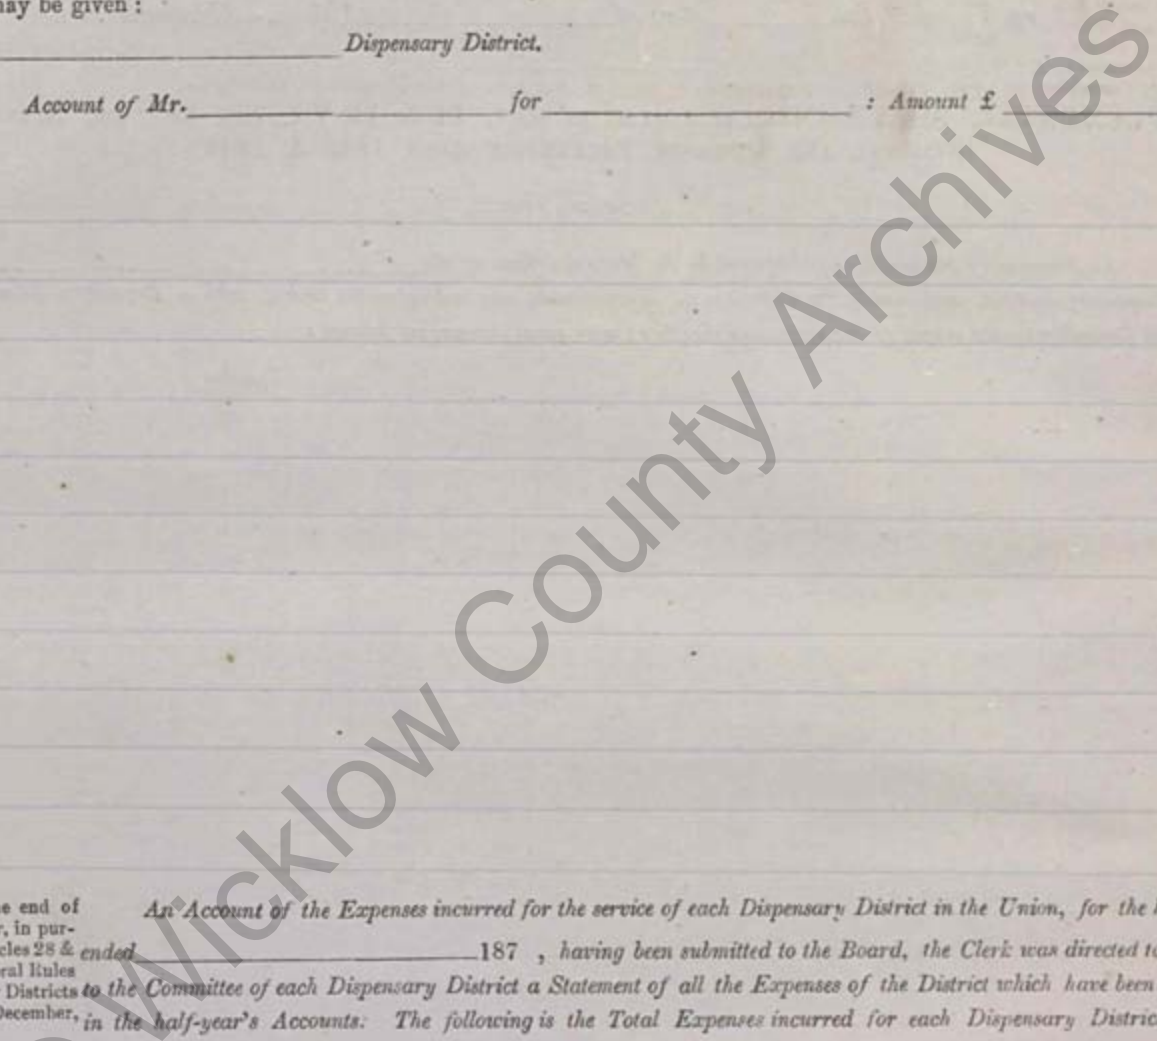 may be given :
Dispensary District.
Account of Mr. for : Amount £
An Account of the Expenses incurred for the service of each Dispensary District in the Union, for the
ended 187 , having been submitted to the Board, the Clerk was directed to
to the Committee of each Dispensary District a Statement of all the Expenses of the District which have been
in the half-year's Accounts: The following is the Total Expenses incurred for each Dispensary Distric
e end of
r, in pur-
cles 28 &
ral Rules
Districts
December,
Wicklow County Archives